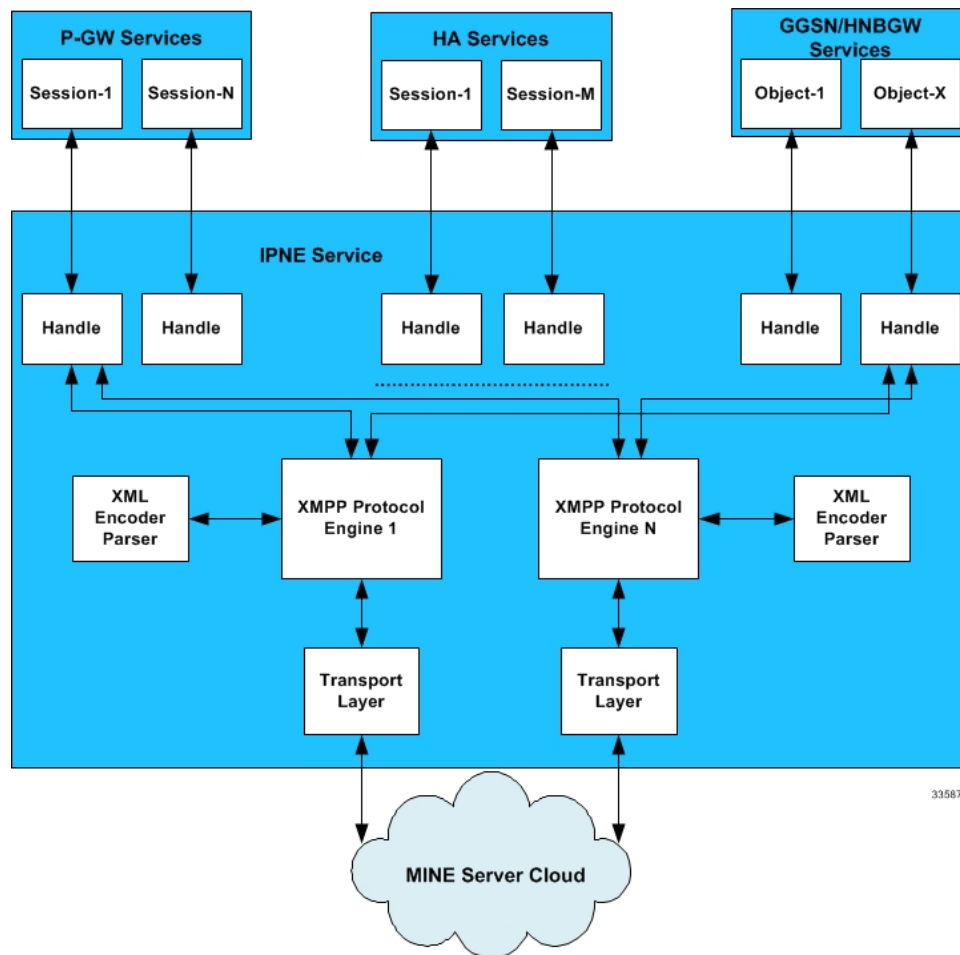 P-GW Services
HA Services
GGSN/HNBGW
Services
Session-1
Session-N
Session-1
Session-M
Object-1
Object-X
IPNE Service
Handle
Handle
Handle
Handle
Handle
Handle
XML
Encoder
Parser
XMPP Protocol
Engine 1
XMPP Protocol
Engine N
XML
Encoder
Parser
Transport
Layer
Transport
Layer
33587
MINE Server Cloud